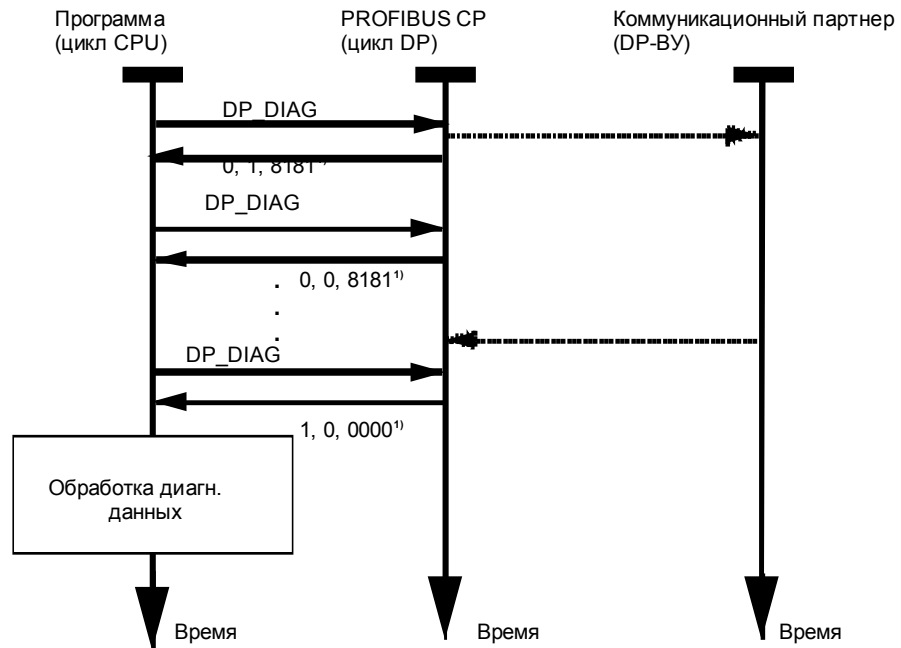 Программа
(цикл CPU)
PROFIBUS CP
(цикл DP)
Коммуникационный партнер
(DP-ВУ)
DP_DIAG
0, 1, 8181¹⁾
DP_DIAG
0, 0, 8181¹⁾
.
.
.
DP_DIAG
1, 0, 0000¹⁾
Обработка диагн.
данных
Время
Время
Время